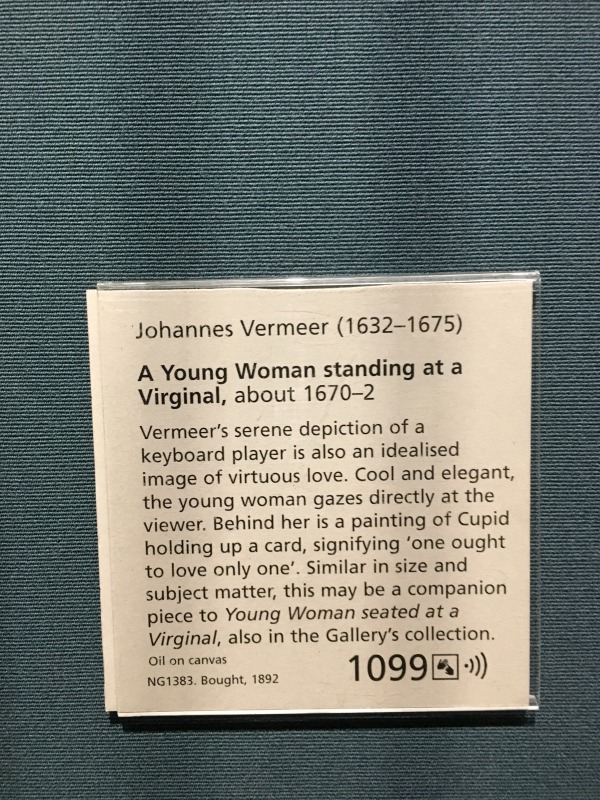 Johannes Vermeer (1632–1675)
A Young Woman standing at a
Virginal, about 1670–2
Vermeer’s serene depiction of a
keyboard player is also an idealised
image of virtuous love. Cool and elegant,
the young woman gazes directly at the
viewer. Behind her is a painting of Cupid
holding up a card, signifying ‘one ought
to love only one’. Similar in size and
subject matter, this may be a companion
piece to Young Woman seated at a
Virginal, also in the Gallery’s collection.
Oil on canvas
NG1383. Bought, 1892
1099